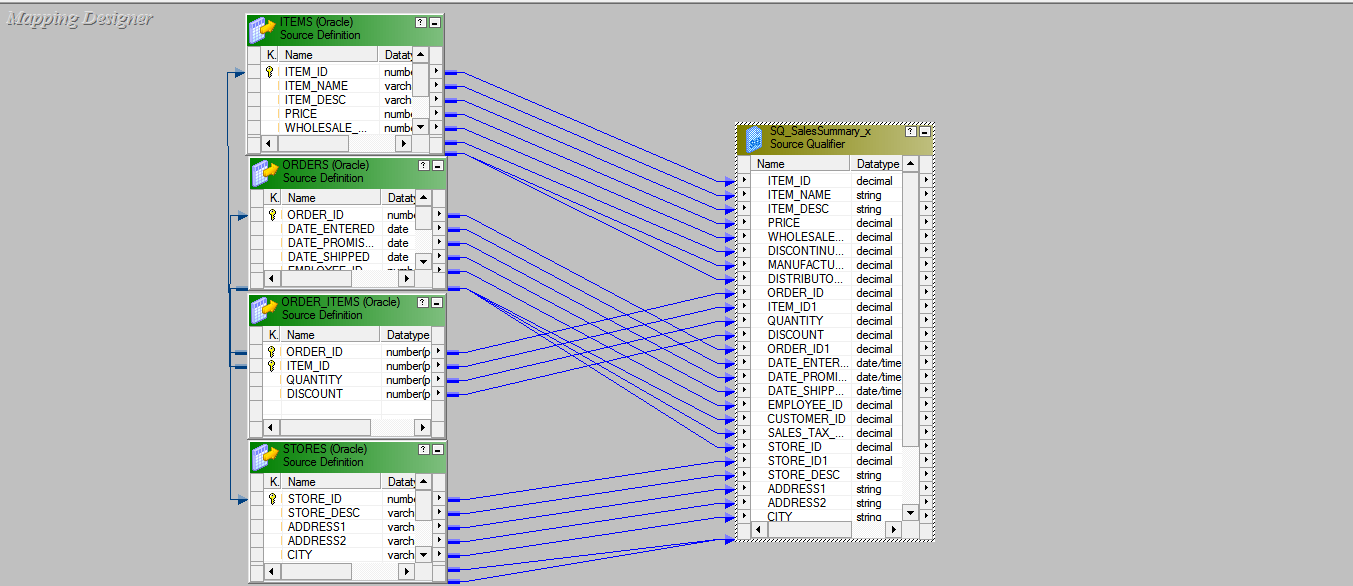 Mapping Designer
ITEMS (Oracle)
Source Definition
K. Name Dataty
ITEM_ID numbe
ITEM_NAME varch
ITEM_DESC varch
PRICE numbe
WHOLESALE_... numbe
ORDERS (Oracle)
Source Definition
K. Name Dataty
ORDER_ID numbe
DATE_ENTERED date
DATE_PROMIS... date
DATE_SHIPPED date
EMPLOYEE_ID numbe
ORDER_ITEMS (Oracle)
Source Definition
K. Name Datatype
ORDER_ID number(p
ITEM_ID number(p
QUANTITY number(p
DISCOUNT number(p
STORES (Oracle)
Source Definition
K. Name Dataty
STORE_ID numbe
STORE_DESC varch
ADDRESS1 varch
ADDRESS2 varch
CITY varch
SQ_SalesSummary_x
Source Qualifier
Name Datatype
ITEM_ID decimal
ITEM_NAME string
ITEM_DESC string
PRICE decimal
WHOLESALE... decimal
DISCONTINU... decimal
MANUFACTU... decimal
DISTRIBUTO... decimal
ORDER_ID decimal
ITEM_ID1 decimal
QUANTITY decimal
DISCOUNT decimal
ORDER_ID1 decimal
DATE_ENTER... date/time
DATE_PROMI... date/time
DATE_SHIPP... date/time
EMPLOYEE_ID decimal
CUSTOMER_ID decimal
SALES_TAX_... decimal
STORE_ID decimal
STORE_ID1 decimal
STORE_DESC string
ADDRESS1 string
ADDRESS2 string
CITY string